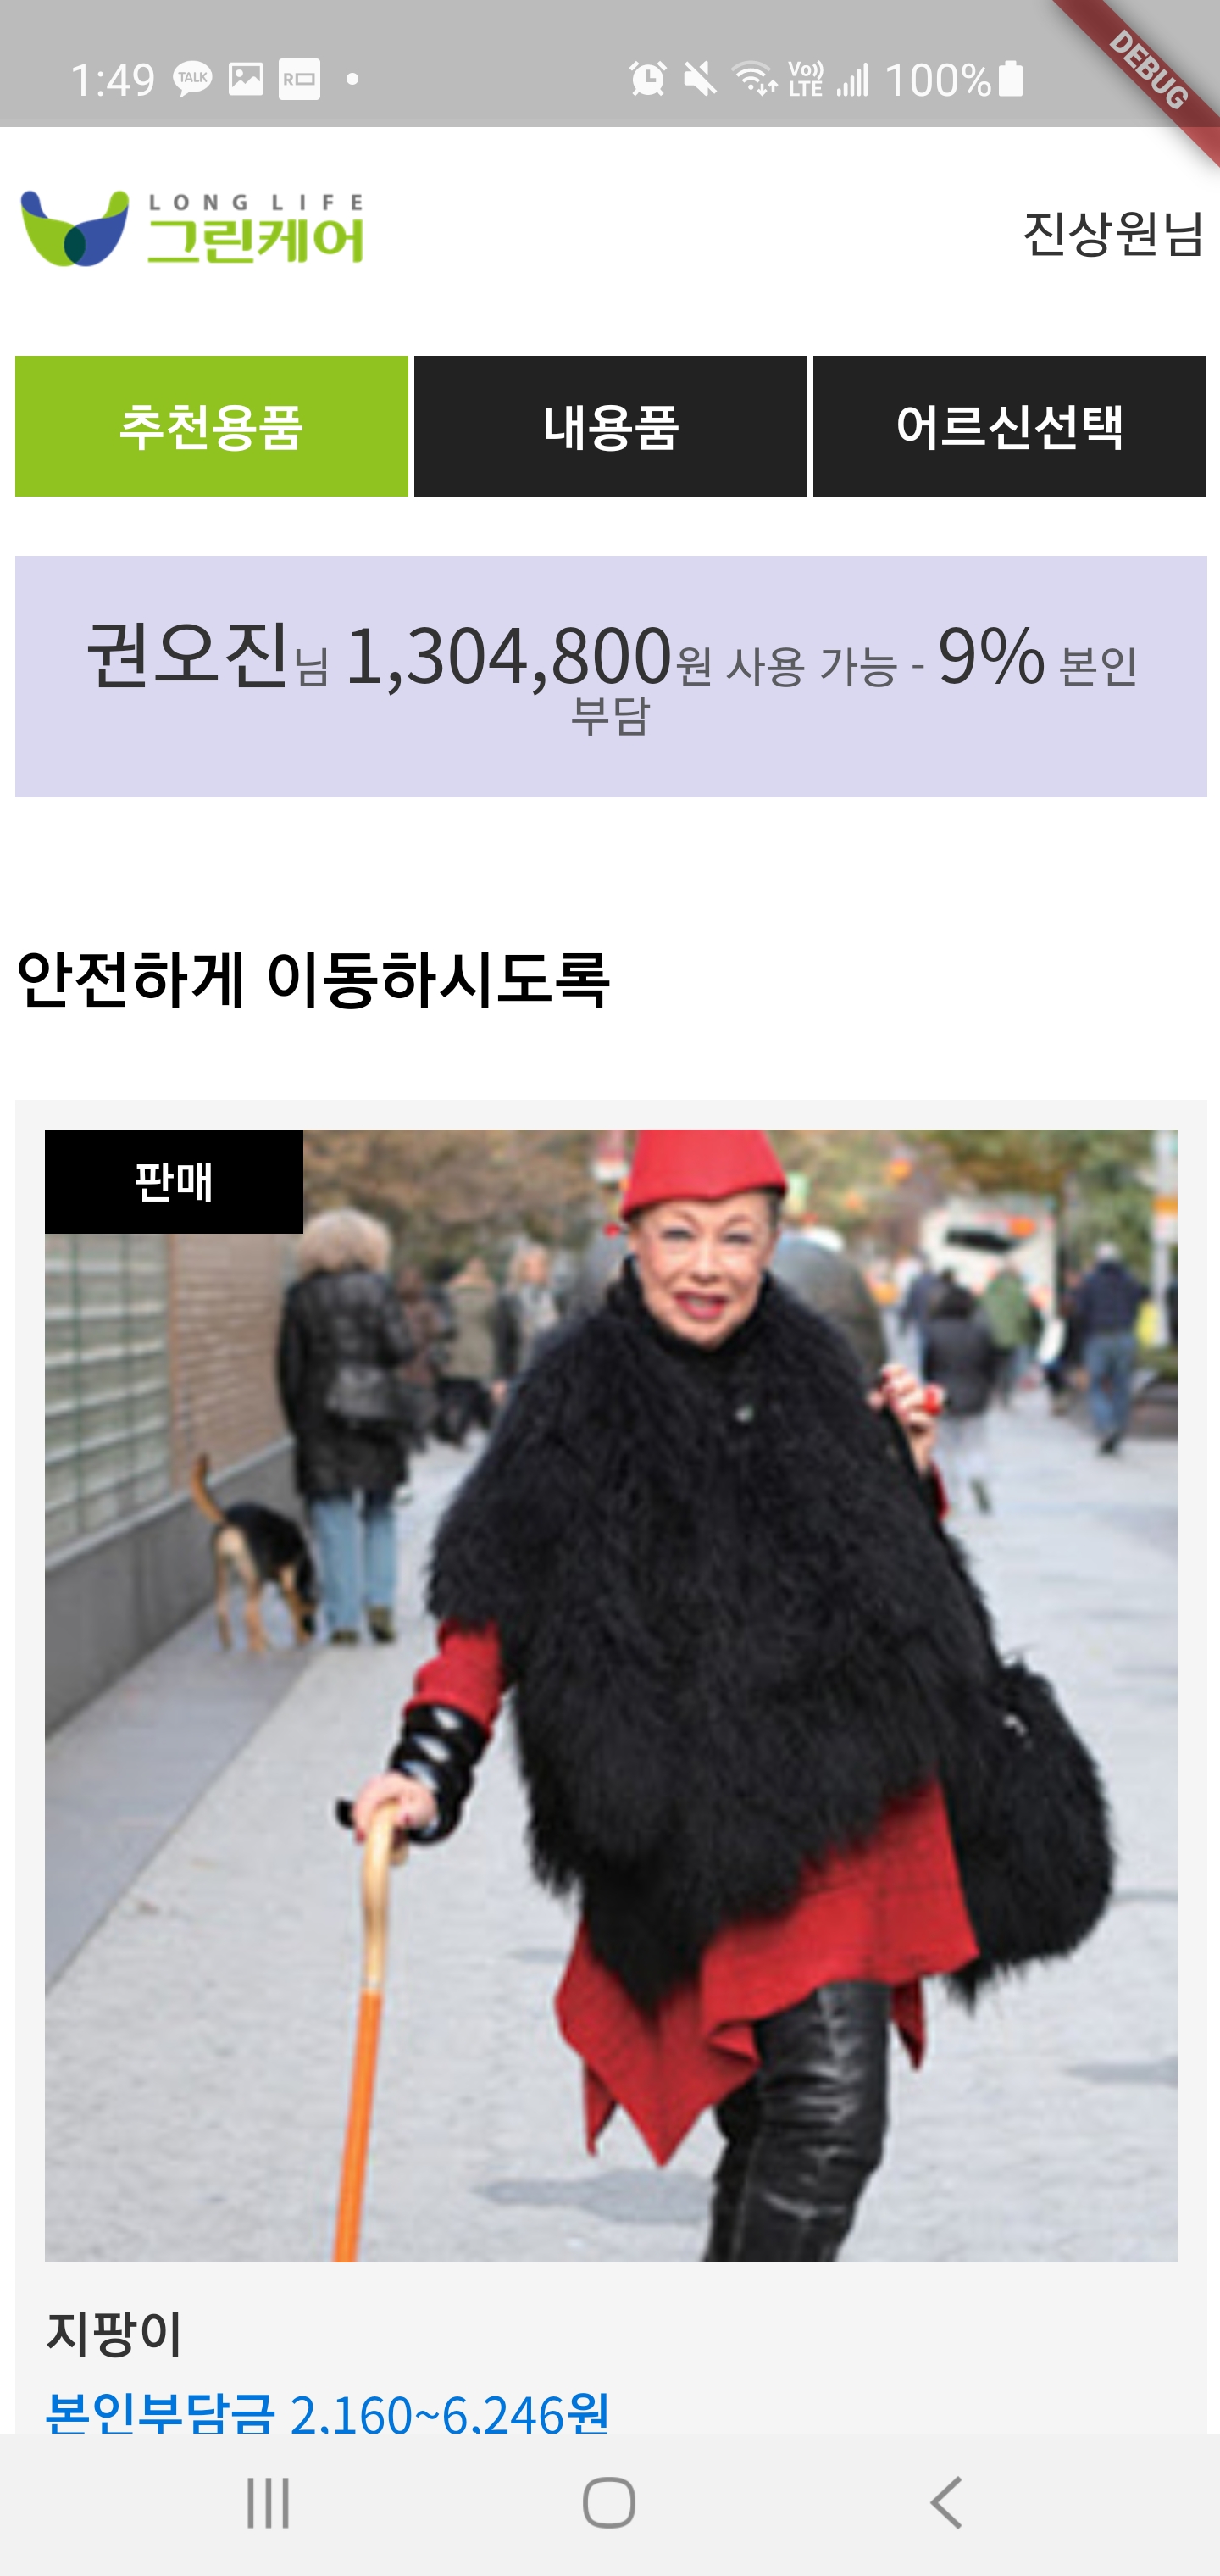 1:49 TALK R 100%
Vo)) LTE
DEBUG
LONG LIFE
그린케어
진상원님
추천용품 내용품 어르신선택
권오진님 1,304,800원 사용 가능 - 9% 본인
부담
안전하게 이동하시도록
판매
지팡이
본인부담금 2,160~6,246원